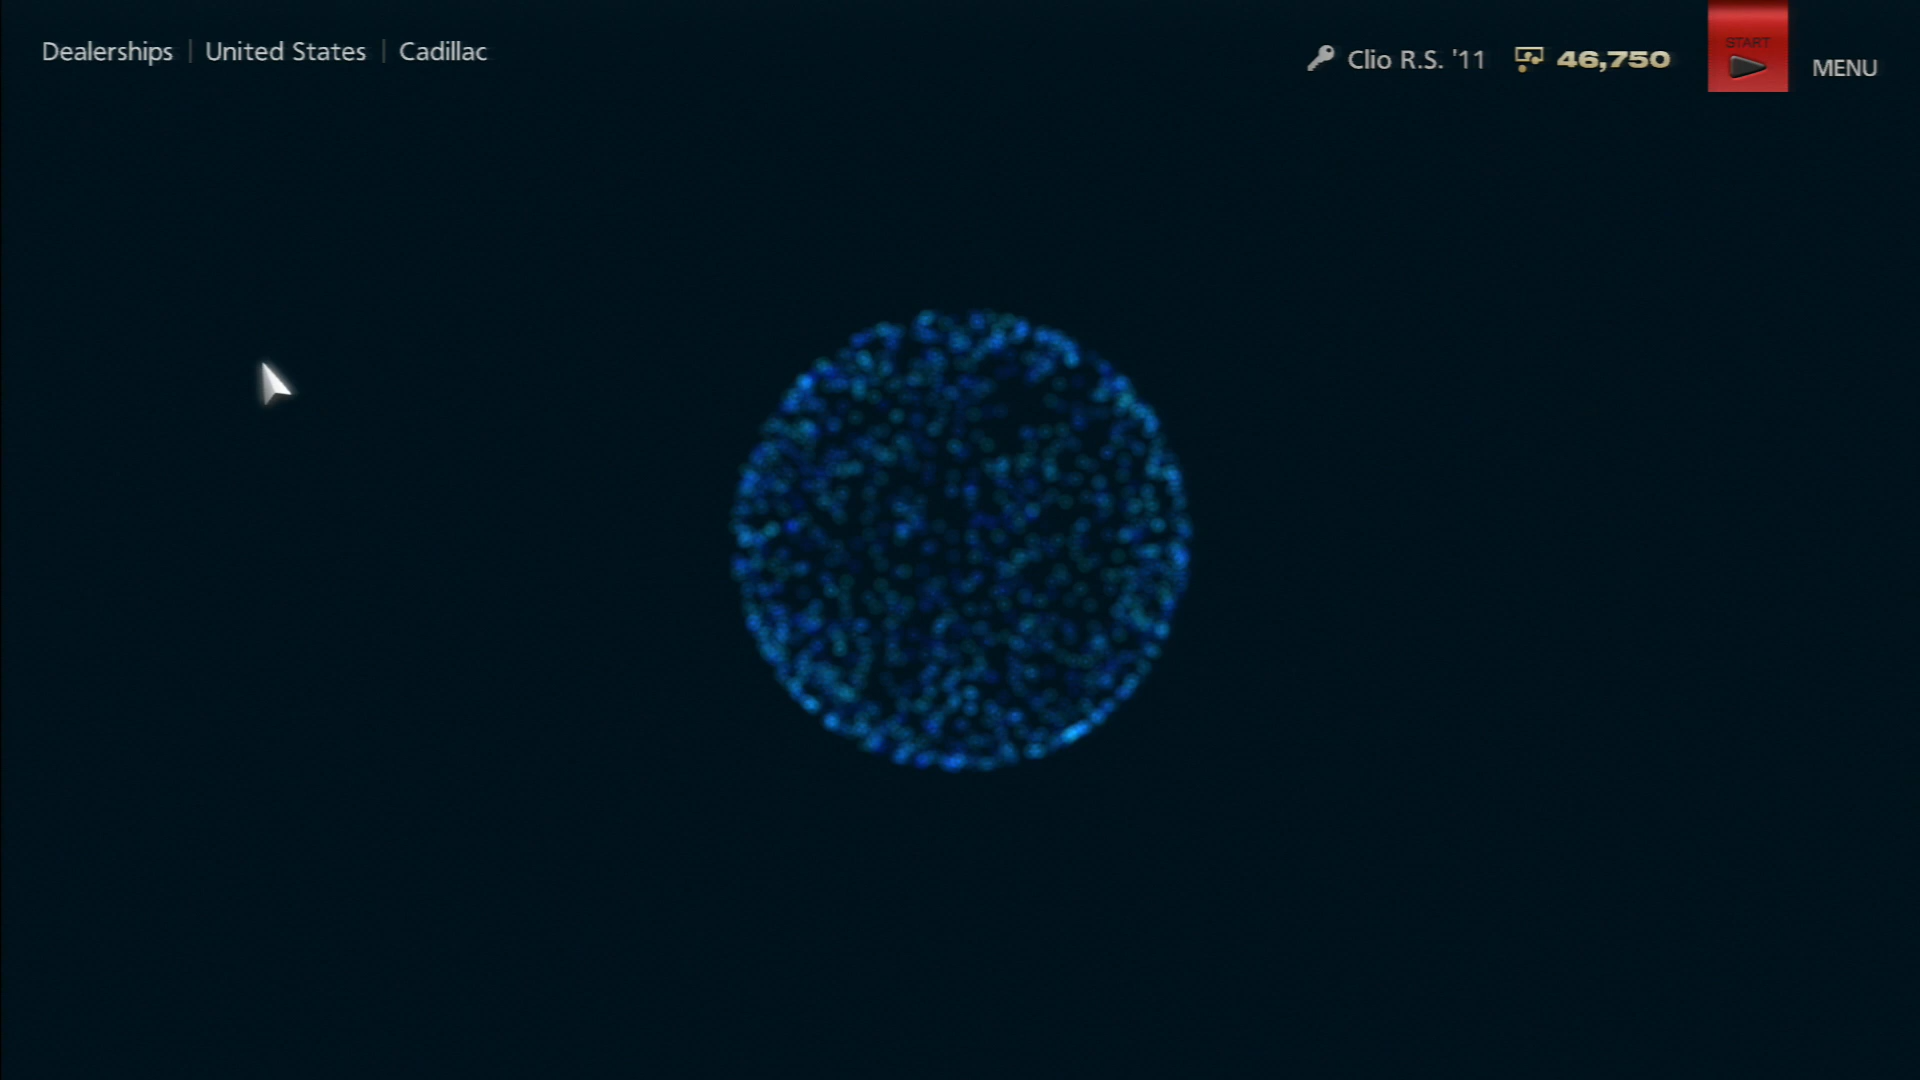 Dealerships | United States | Cadillac
Clio R.S. '11
46,750
START
MENU